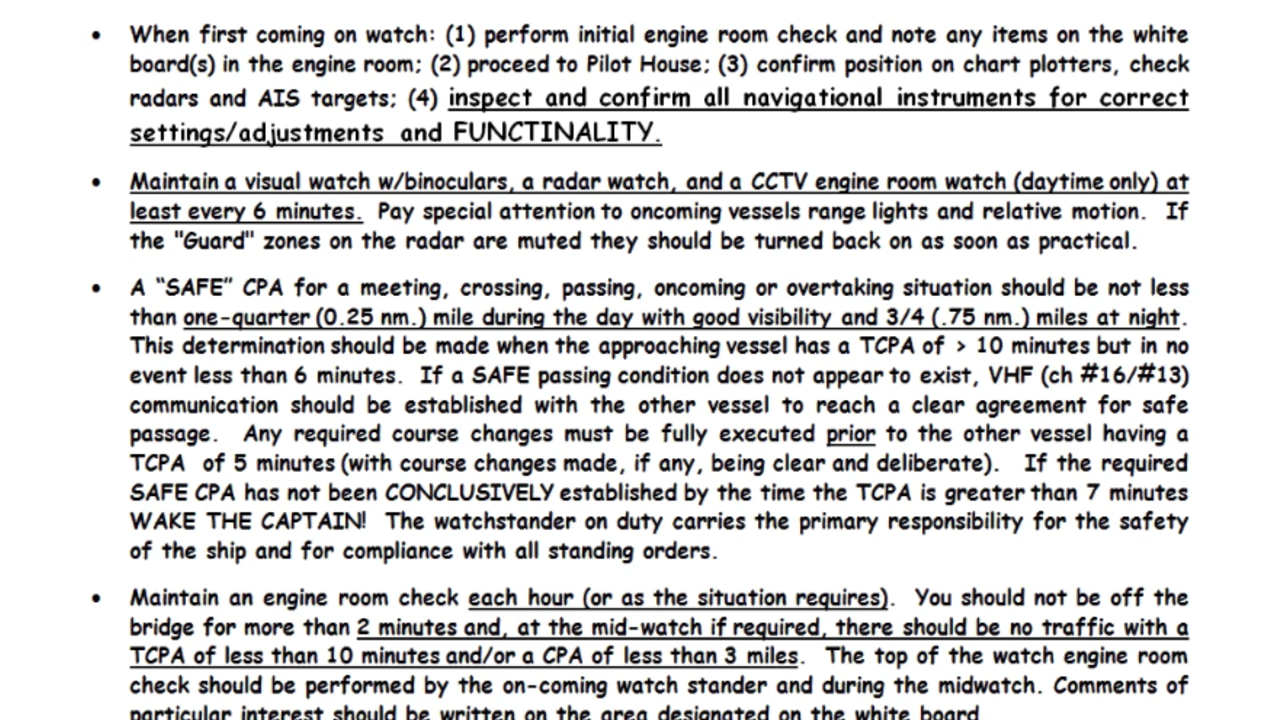 • When first coming on watch: (1) perform initial engine room check and note any items on the white
board(s) in the engine room; (2) proceed to Pilot House; (3) confirm position on chart plotters, check
radars and AIS targets; (4) inspect and confirm all navigational instruments for correct
settings/adjustments and FUNCTINALITY.
• Maintain a visual watch w/binoculars, a radar watch, and a CCTV engine room watch (daytime only) at
least every 6 minutes. Pay special attention to oncoming vessels range lights and relative motion. If
the "Guard" zones on the radar are muted they should be turned back on as soon as practical.
• A “SAFE” CPA for a meeting, crossing, passing, oncoming or overtaking situation should be not less
than one-quarter (0.25 nm.) mile during the day with good visibility and 3/4 (.75 nm.) miles at night.
This determination should be made when the approaching vessel has a TCPA of > 10 minutes but in no
event less than 6 minutes. If a SAFE passing condition does not appear to exist, VHF (ch #16/#13)
communication should be established with the other vessel to reach a clear agreement for safe
passage. Any required course changes must be fully executed prior to the other vessel having a
TCPA of 5 minutes (with course changes made, if any, being clear and deliberate). If the required
SAFE CPA has not been CONCLUSIVELY established by the time the TCPA is greater than 7 minutes
WAKE THE CAPTAIN! The watchstander on duty carries the primary responsibility for the safety
of the ship and for compliance with all standing orders.
• Maintain an engine room check each hour (or as the situation requires). You should not be off the
bridge for more than 2 minutes and, at the mid-watch if required, there should be no traffic with a
TCPA of less than 10 minutes and/or a CPA of less than 3 miles. The top of the watch engine room
check should be performed by the on-coming watch stander and during the midwatch. Comments of
particular interest should be written on the area designated on the white board.